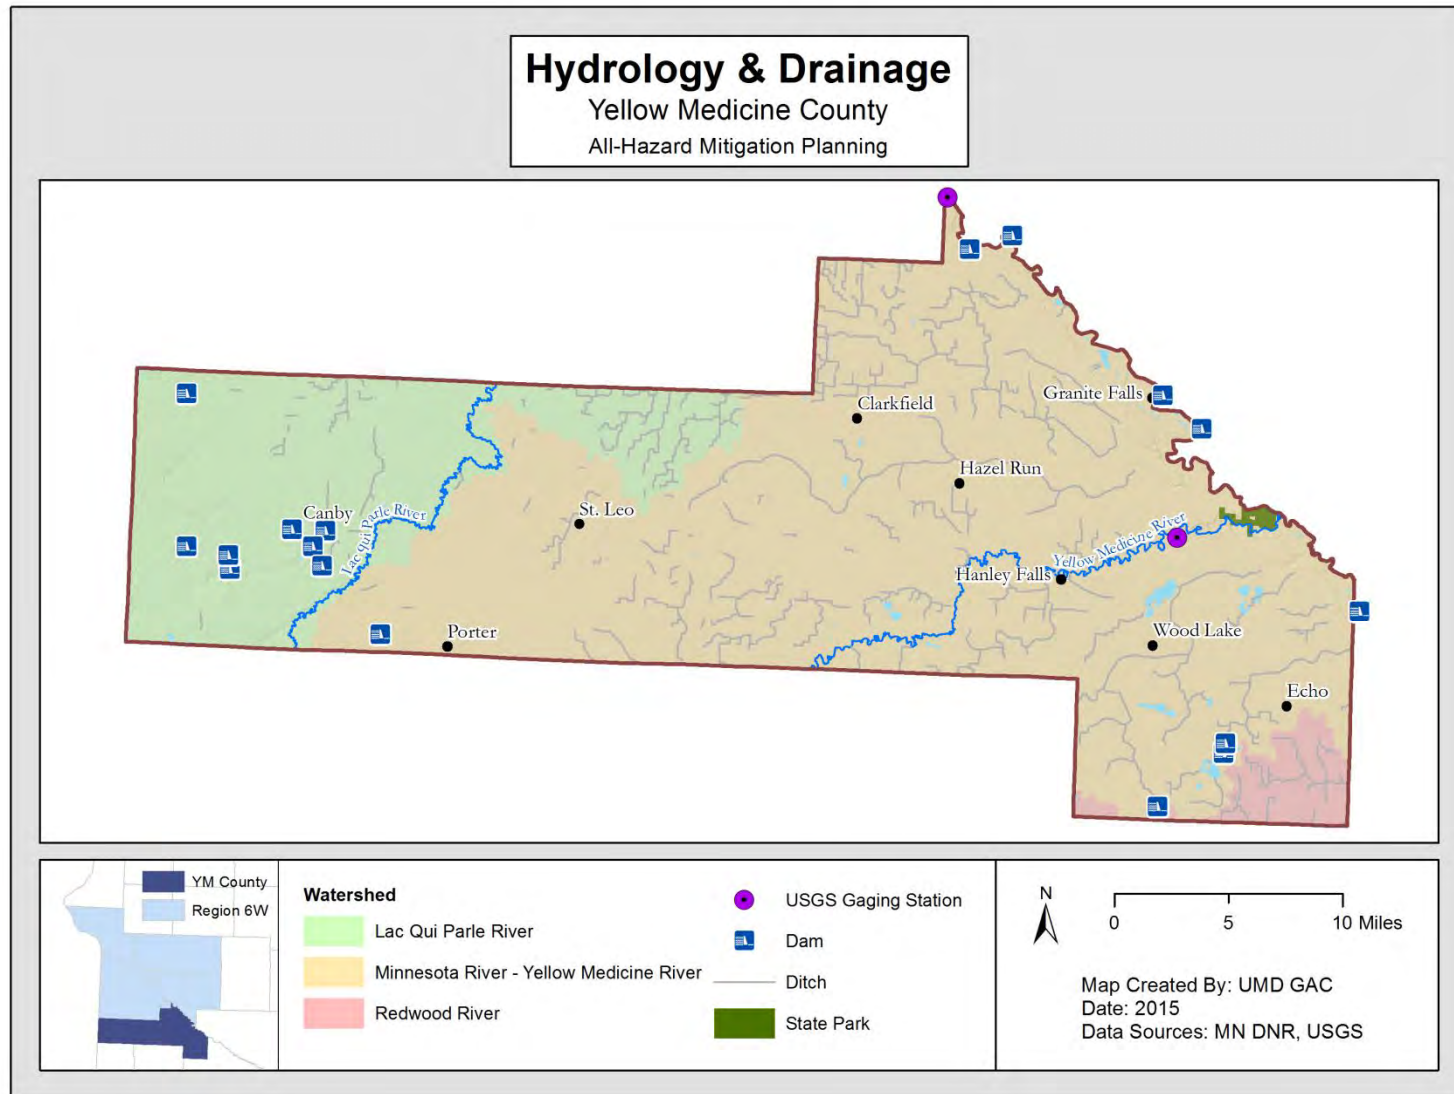 Hydrology & Drainage
Yellow Medicine County
All-Hazard Mitigation Planning
Granite Falls
Clarkfield
Hazel Run
Canby
Lac qui Parle River
St. Leo
Yellow Medicine River
Hanley Falls
Porter
Wood Lake
Echo
YM County
Region 6W
Watershed
Lac Qui Parle River
Minnesota River - Yellow Medicine River
Redwood River
USGS Gaging Station
Dam
Ditch
State Park
N
0 5 10 Miles
Map Created By: UMD GAC
Date: 2015
Data Sources: MN DNR, USGS